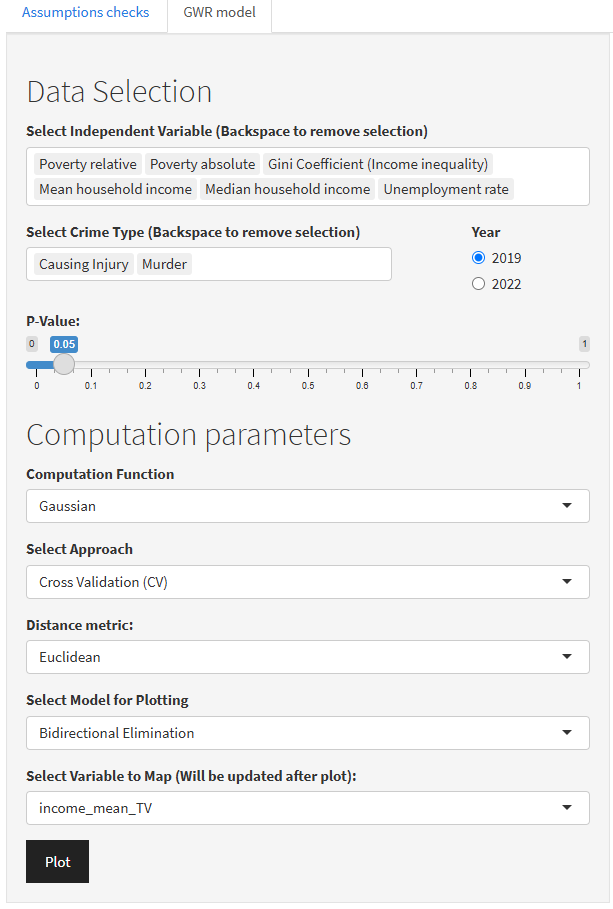 Assumptions checks GWR model
Data Selection
Select Independent Variable (Backspace to remove selection)
Poverty relative Poverty absolute Gini Coefficient (Income inequality)
Mean household income Median household income Unemployment rate
Select Crime Type (Backspace to remove selection) Year
Causing Injury Murder 2019
2022
P-Value:
0 0.05 1
0 0.1 0.2 0.3 0.4 0.5 0.6 0.7 0.8 0.9 1
Computation parameters
Computation Function
Gaussian
Select Approach
Cross Validation (CV)
Distance metric:
Euclidean
Select Model for Plotting
Bidirectional Elimination
Select Variable to Map (Will be updated after plot):
income_mean_TV
Plot